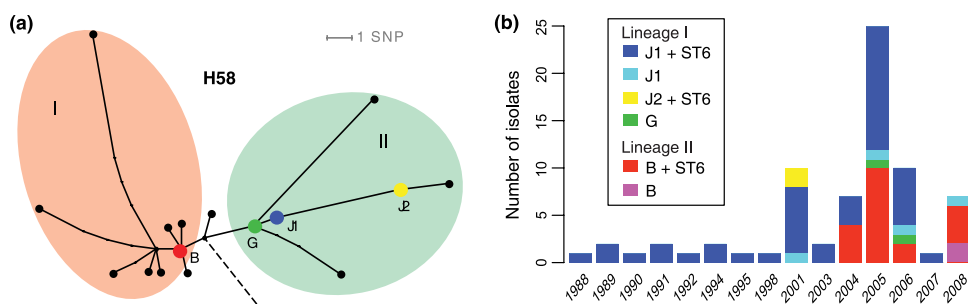 (a)
1 SNP
H58
I
II
B
G
J1
J2
(b)
Number of isolates
25
20
15
10
5
0
Lineage I
J1 + ST6
J1
J2 + ST6
G
Lineage II
B + ST6
B
1988 1989 1990 1991 1992 1994 1995 1998 2001 2003 2004 2005 2006 2007 2008